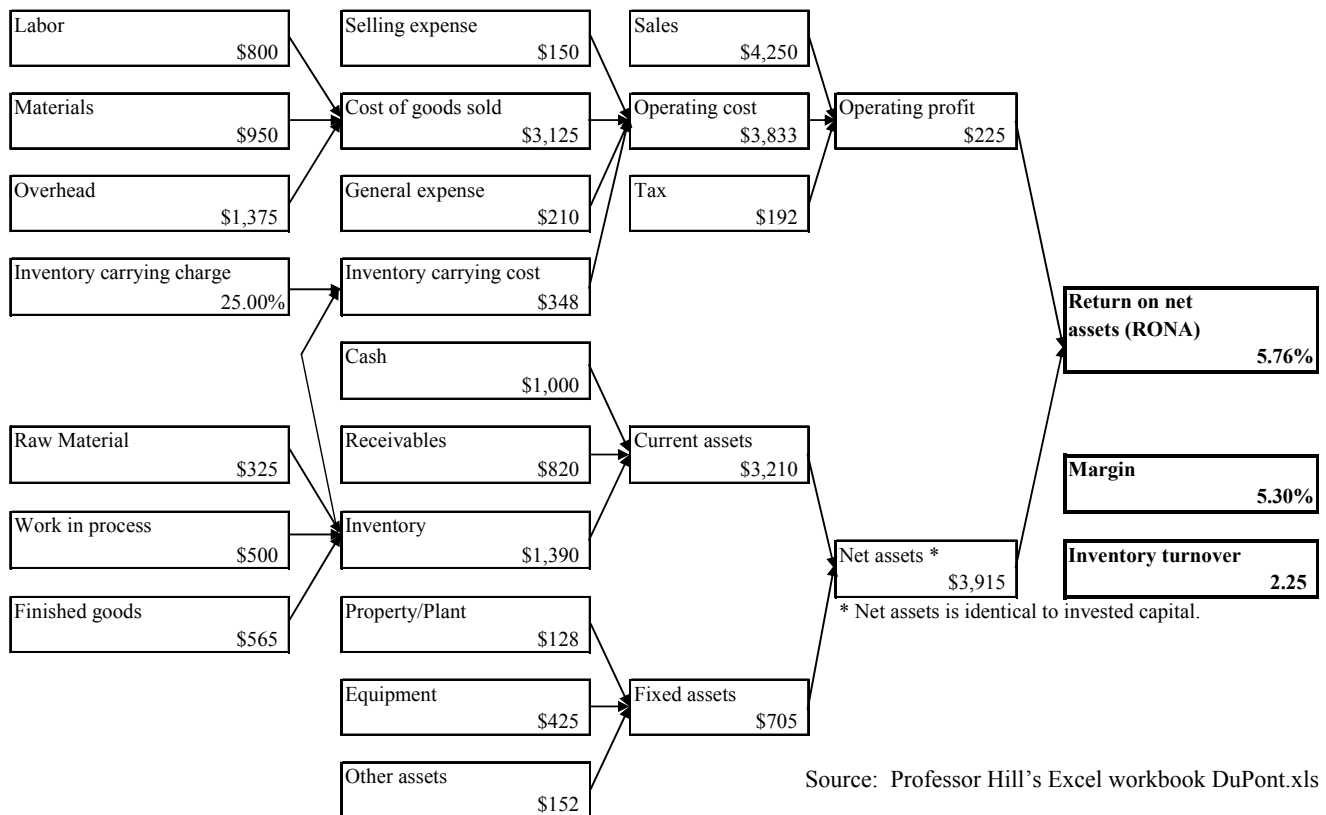 Labor
$800
Selling expense
$150
Sales
$4,250
Materials
$950
Cost of goods sold
$3,125
Operating cost
$3,833
Operating profit
$225
Overhead
$1,375
General expense
$210
Tax
$192
Inventory carrying charge
25.00%
Inventory carrying cost
$348
Return on net
assets (RONA)
5.76%
Cash
$1,000
Raw Material
$325
Receivables
$820
Current assets
$3,210
Margin
5.30%
Work in process
$500
Inventory
$1,390
Net assets *
$3,915
* Net assets is identical to invested capital.
Inventory turnover
2.25
Finished goods
$565
Property/Plant
$128
Equipment
$425
Fixed assets
$705
Other assets
$152
Source: Professor Hill’s Excel workbook DuPont.xls